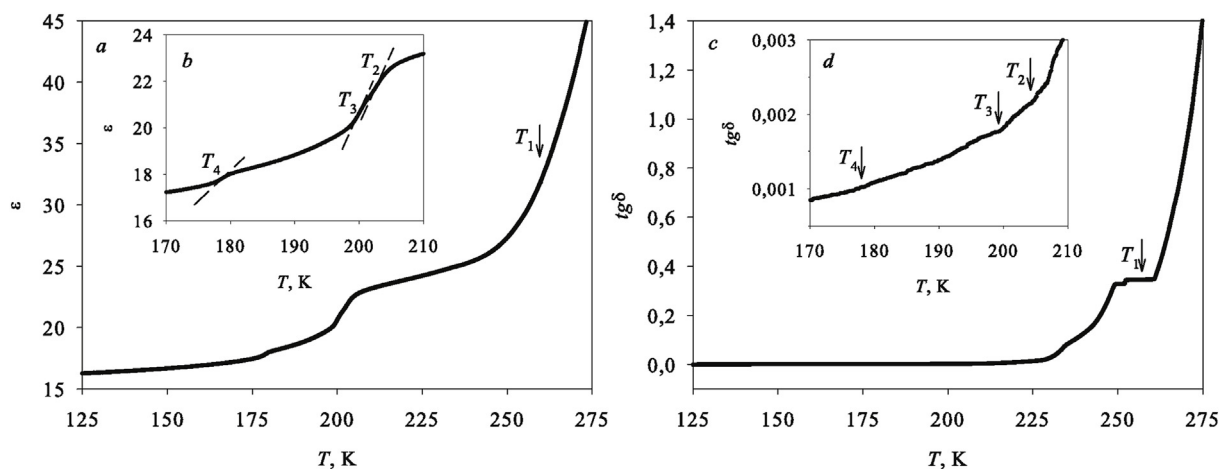 45
40
35
30
25
20
15
ε
a
125 150 175 200 225 250 275
T, K
T₁
b
24
22
20
18
16
ε
T₂
T₃
T₄
170 180 190 200 210
T, K
1,4
1,2
1,0
0,8
0,6
0,4
0,2
0,0
tgδ
c
125 150 175 200 225 250 275
T, K
T₁
d
0,003
0,002
0,001
tgδ
T₂
T₃
T₄
170 180 190 200 210
T, K